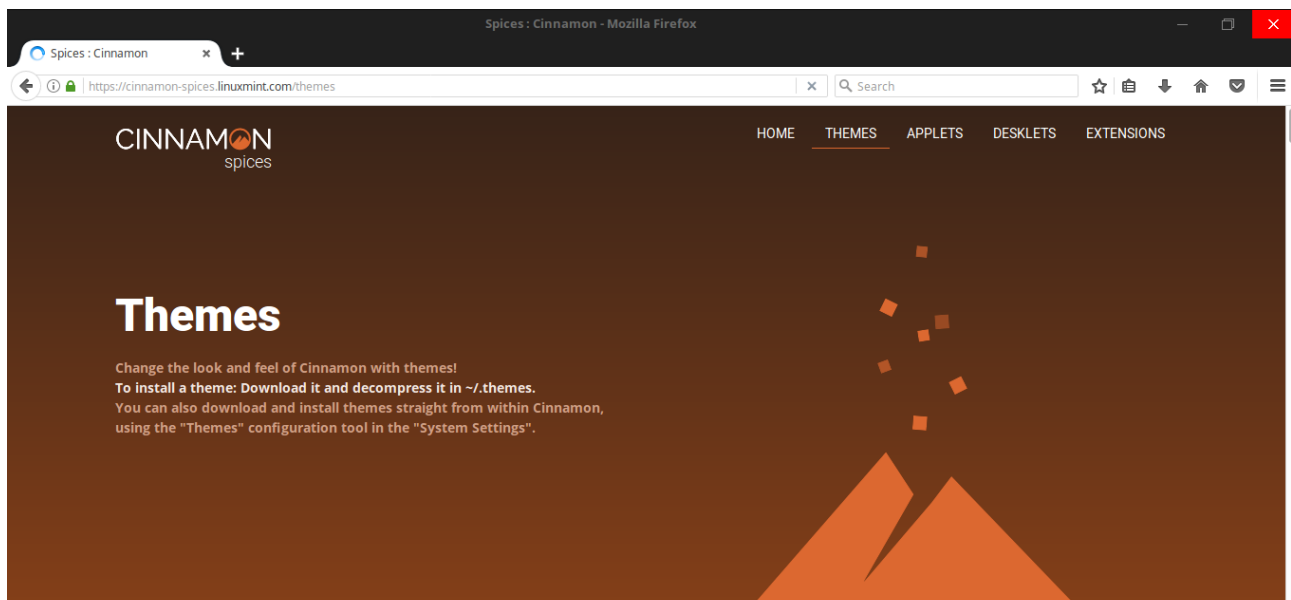 Spices : Cinnamon - Mozilla Firefox
Spices : Cinnamon
https://cinnamon-spices.linuxmint.com/themes
Search
CINNAMON
spices
HOME THEMES APPLETS DESKLETS EXTENSIONS
Themes
Change the look and feel of Cinnamon with themes!
To install a theme: Download it and decompress it in ~/.themes.
You can also download and install themes straight from within Cinnamon,
using the "Themes" configuration tool in the "System Settings".